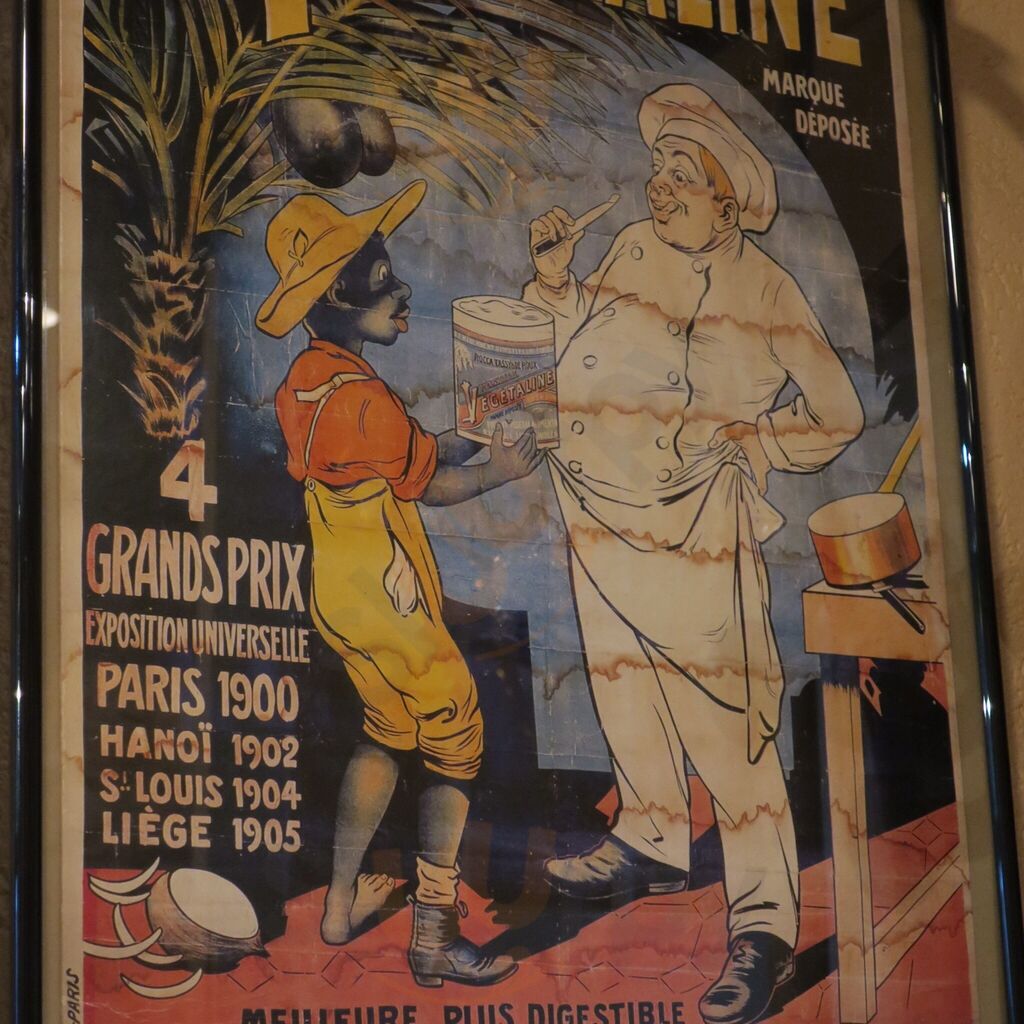 MARQUE
DÉPOSÉE
VEGETALINE
4
GRANDS PRIX
EXPOSITION UNIVERSELLE
PARIS 1900
HANOÏ 1902
ST LOUIS 1904
LIÈGE 1905
MEILLEURE PLUS DIGESTIBLE
PARIS